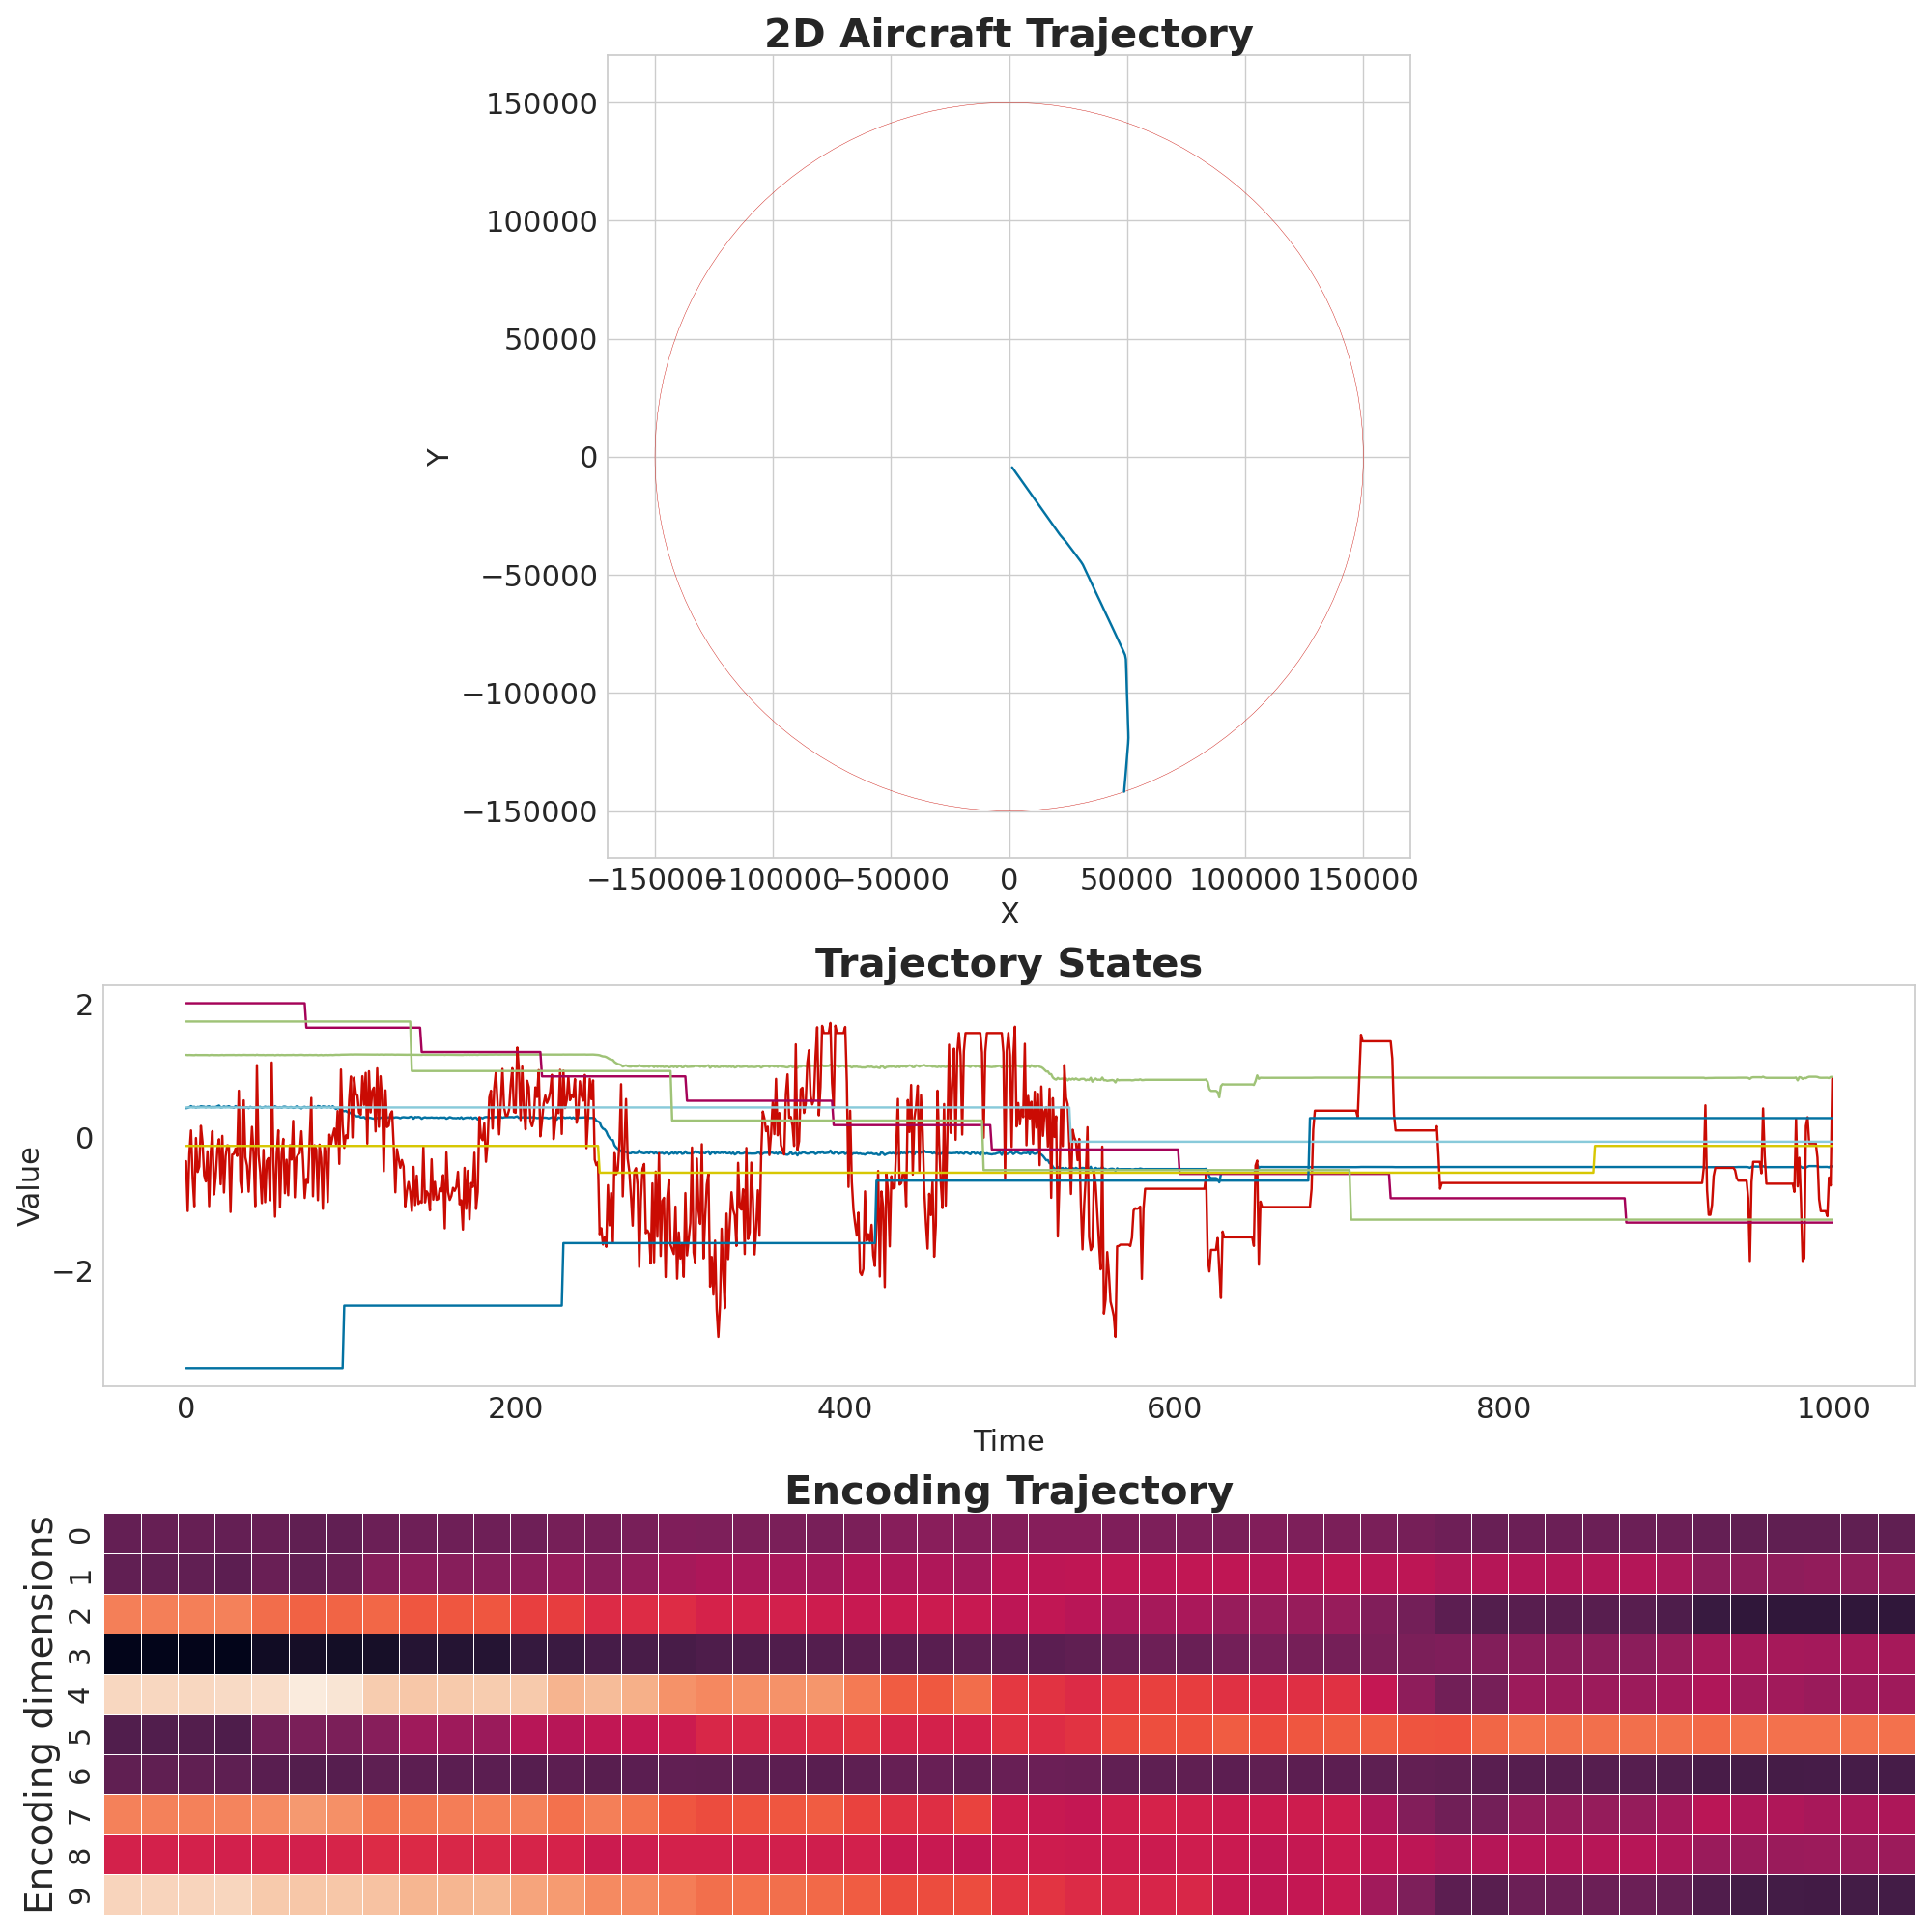 2D Aircraft Trajectory
150000
100000
50000
0
−50000
−100000
−150000
Y
−150000 −100000 −50000 0 50000 100000 150000
X
Trajectory States
2
0
−2
Value
0 200 400 600 800 1000
Time
Encoding Trajectory
Encoding dimensions
0
1
2
3
4
5
6
7
8
9